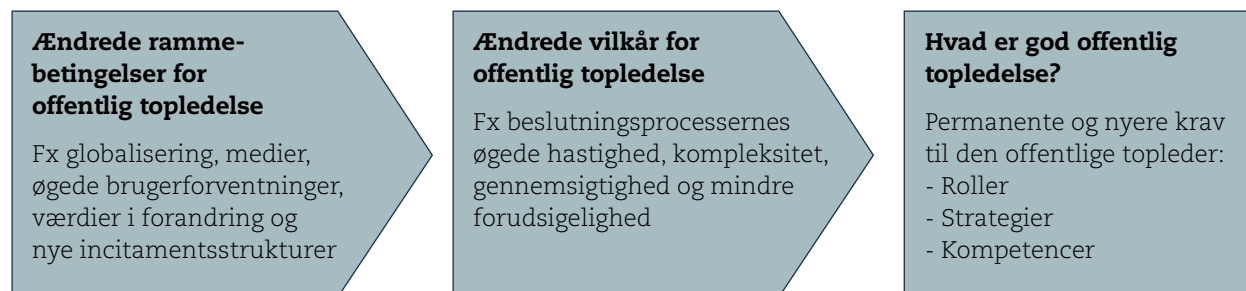 Ændrede ramme-
betingelser for
offentlig topledelse
Fx globalisering, medier,
øgede brugerforventninger,
værdier i forandring og
nye incitamentsstrukturer
Ændrede vilkår for
offentlig topledelse
Fx beslutningsprocessernes
øgede hastighed, kompleksitet,
gennemsigtighed og mindre
forudsigelighed
Hvad er god offentlig
topledelse?
Permanente og nyere krav
til den offentlige topleder:
- Roller
- Strategier
- Kompetencer